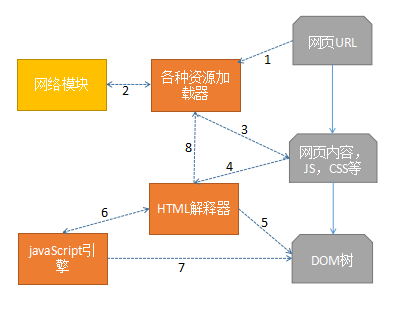 网页URL
1
网络模块
2
各种资源加
载器
3
8
4
网页内容，
JS，CSS等
6
HTML解释器
5
javaScript引
擎
7
DOM树